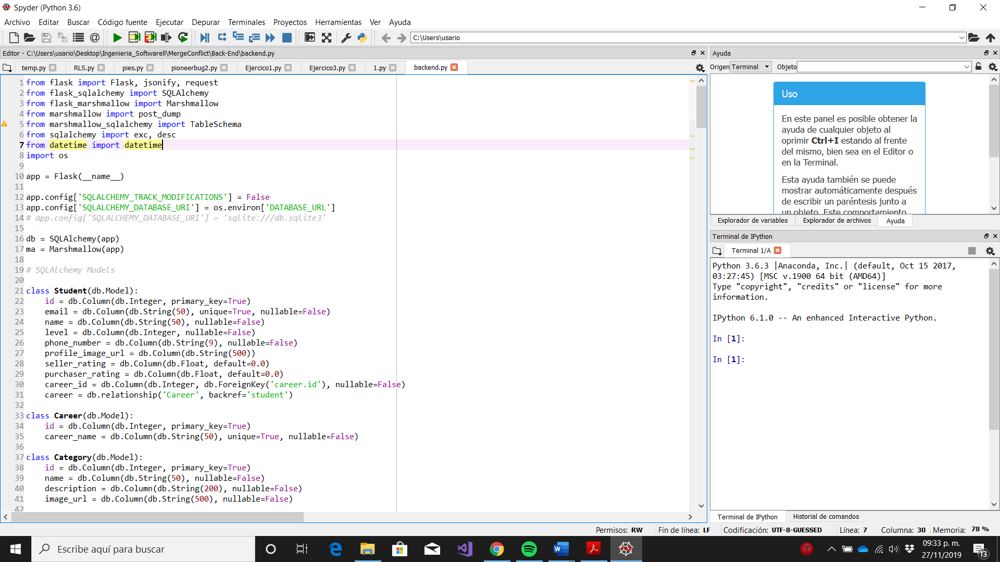 Spyder (Python 3.6)
Archivo Editar Buscar Código fuente Ejecutar Depurar Terminales Proyectos Herramientas Ver Ayuda
C:\Users\usario
Editor - C:\Users\usario\Desktop\Ingenieria_SoftwareII\MergeConflict\Back-End\backend.py
temp.py RLS.py pies.py pioneerbug2.py Ejercico1.py Ejercico3.py 1.py backend.py
1 from flask import Flask, jsonify, request
2 from flask_sqlalchemy import SQLAlchemy
3 from flask_marshmallow import Marshmallow
4 from marshmallow import post_dump
5 from marshmallow_sqlalchemy import TableSchema
6 from sqlalchemy import exc, desc
7 from datetime import datetime
8 import os
9
10 app = Flask(__name__)
11
12 app.config['SQLALCHEMY_TRACK_MODIFICATIONS'] = False
13 app.config['SQLALCHEMY_DATABASE_URI'] = os.environ['DATABASE_URL']
14 # app.config['SQLALCHEMY_DATABASE_URI'] = 'sqlite:///db.sqlite3'
15
16 db = SQLAlchemy(app)
17 ma = Marshmallow(app)
18
19 # SQLAlchemy Models
20
21 class Student(db.Model):
22     id = db.Column(db.Integer, primary_key=True)
23     email = db.Column(db.String(50), unique=True, nullable=False)
24     name = db.Column(db.String(50), nullable=False)
25     level = db.Column(db.Integer, nullable=False)
26     phone_number = db.Column(db.String(9), nullable=False)
27     profile_image_url = db.Column(db.String(500))
28     seller_rating = db.Column(db.Float, default=0.0)
29     purchaser_rating = db.Column(db.Float, default=0.0)
30     career_id = db.Column(db.Integer, db.ForeignKey('career.id'), nullable=False)
31     career = db.relationship('Career', backref='student')
32
33 class Career(db.Model):
34     id = db.Column(db.Integer, primary_key=True)
35     career_name = db.Column(db.String(50), unique=True, nullable=False)
36
37 class Category(db.Model):
38     id = db.Column(db.Integer, primary_key=True)
39     name = db.Column(db.String(50), nullable=False)
40     description = db.Column(db.String(200), nullable=False)
41     image_url = db.Column(db.String(500), nullable=False)
42
Ayuda
Origen Terminal Objeto
Uso
En este panel es posible obtener la
ayuda de cualquier objeto al
oprimir Ctrl+I estando al frente
del mismo, bien sea en el Editor o
en la Terminal.
Esta ayuda también se puede
mostrar automáticamente después
de escribir un paréntesis junto a
un objeto. Este comportamiento
Explorador de variables Explorador de archivos Ayuda
Terminal de IPython
Terminal 1/A
Python 3.6.3 |Anaconda, Inc.| (default, Oct 15 2017,
03:27:45) [MSC v.1900 64 bit (AMD64)]
Type "copyright", "credits" or "license" for more
information.
IPython 6.1.0 -- An enhanced Interactive Python.
In [1]:
In [1]:
Terminal de IPython Historial de comandos
Permisos: RW Fin de línea: LF Codificación: UTF-8-GUESSED Línea: 7 Columna: 30 Memoria: 78 %
Escribe aquí para buscar
09:33 p. m.
27/11/2019
13